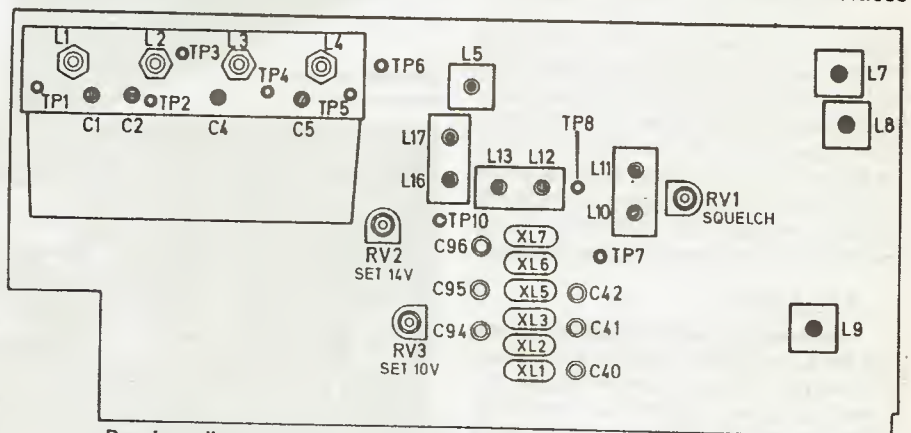 L1 L2 TP3 L3 L4
TP6 L5 L7
TP4
TP1 TP2 TP5
C1 C2 C4 C5
L8
L17 TP8
L13 L12 L11
L16
RV1
SQUELCH
L10
TP10
C96 XL7 TP7
RV2
SET 14V
XL6
C95 XL5 C42
C94 XL3 C41
L9
RV3
SET 10V
XL2
XL1 C40